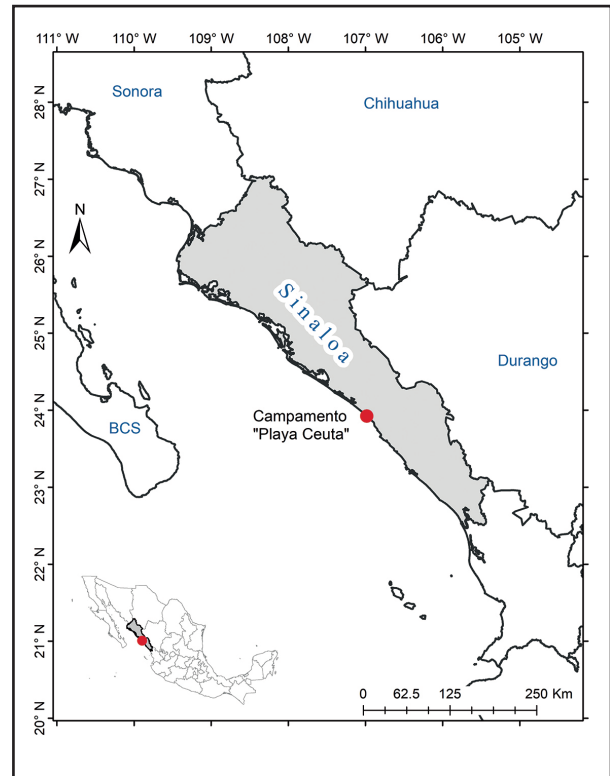 111° W 110° W 109° W 108° W 107° W 106° W 105° W
28° N
27° N
26° N
25° N
24° N
23° N
22° N
21° N
20° N
Sonora
Chihuahua
N
Sinaloa
Durango
Campamento
"Playa Ceuta"
BCS
0 62.5 125 250 Km